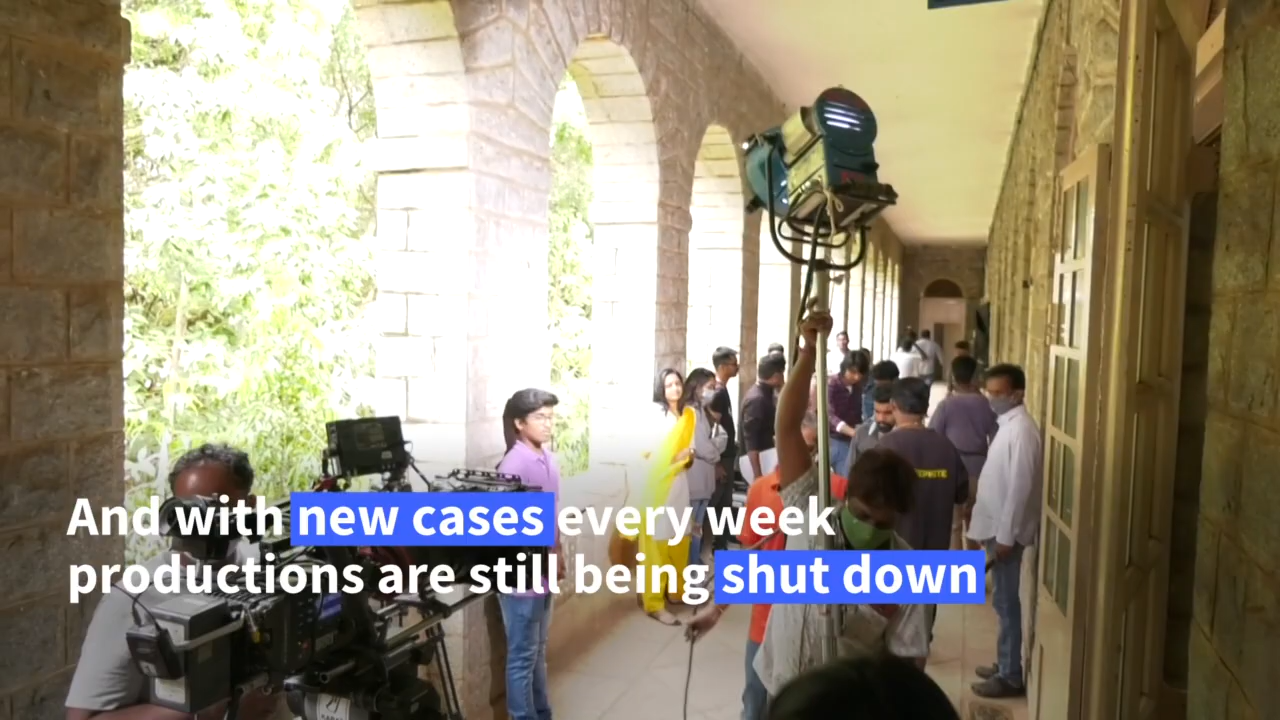 And with new cases every week
productions are still being shut down